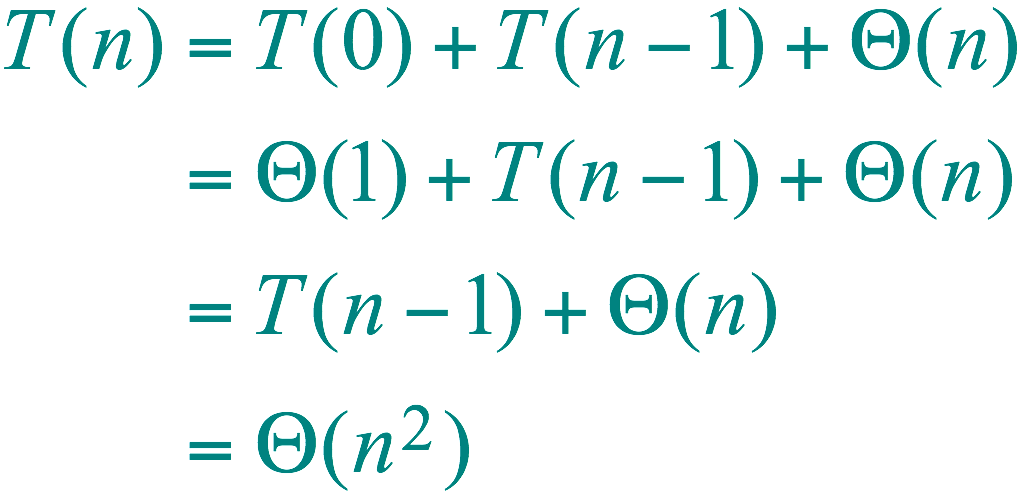 T(n) = T(0) + T(n − 1) + Θ(n)
= Θ(1) + T(n − 1) + Θ(n)
= T(n − 1) + Θ(n)
= Θ(n²)